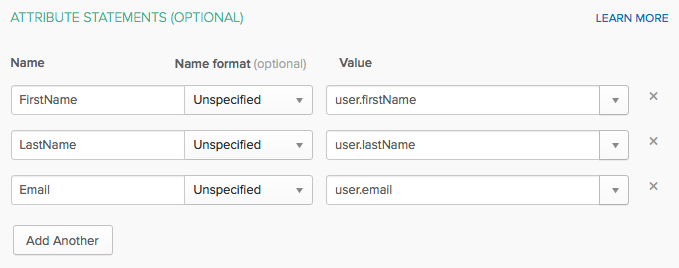 ATTRIBUTE STATEMENTS (OPTIONAL) LEARN MORE
Name Name format (optional) Value
FirstName Unspecified user.firstName
LastName Unspecified user.lastName
Email Unspecified user.email
Add Another